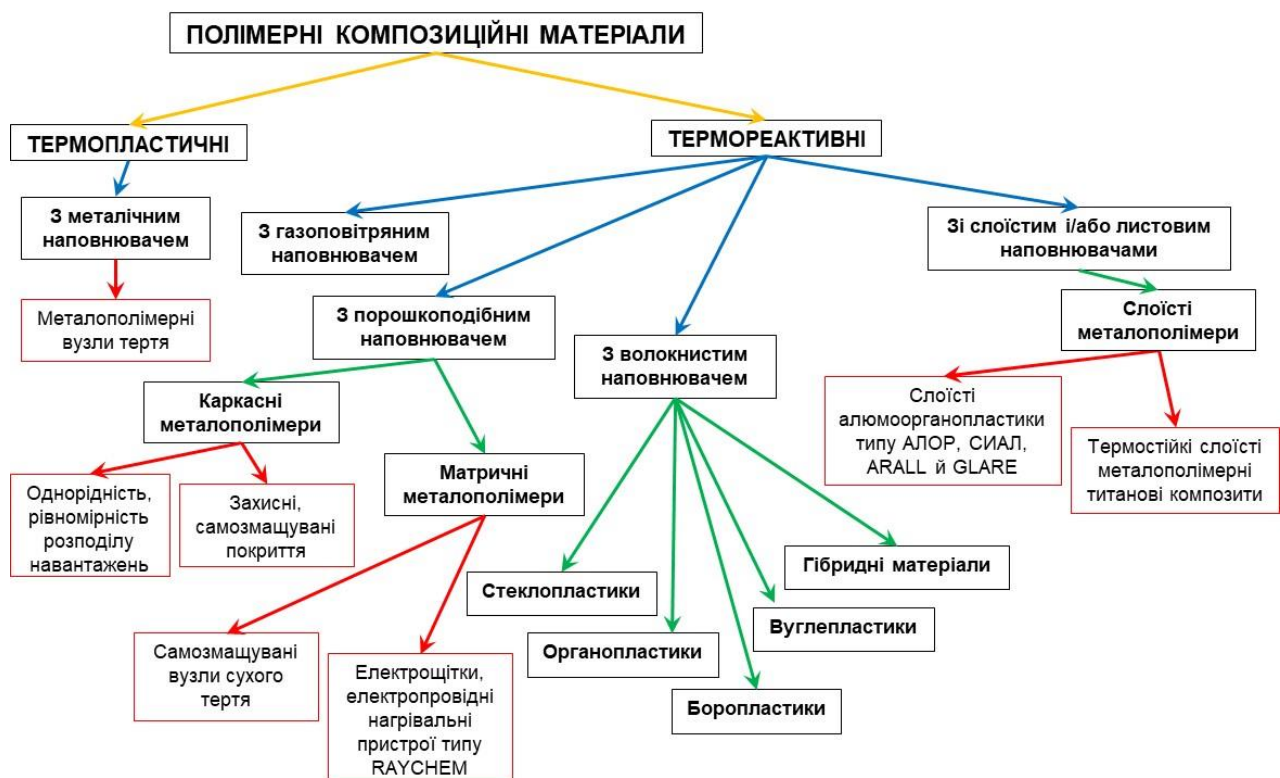 ПОЛІМЕРНІ КОМПОЗИЦІЙНІ МАТЕРІАЛИ
ТЕРМОПЛАСТИЧНІ
ТЕРМОРЕАКТИВНІ
З металічним
наповнювачем
З газоповітряним
наповнювачем
Зі слоїстим і/або листовим
наповнювачами
Металополімерні
вузли тертя
З порошкоподібним
наповнювачем
З волокнистим
наповнювачем
Слоїсті
металополімери
Каркасні
металополімери
Матричні
металополімери
Слоїсті
алюмоорганопластики
типу АЛОР, СИАЛ,
ARALL й GLARE
Термостійкі слоїсті
металополімерні
титанові композити
Однорідність,
рівномірність
розподілу
навантажень
Захисні,
самозмащувані
покриття
Стеклопластики
Гібридні матеріали
Вуглепластики
Органопластики
Боропластики
Самозмащувані
вузли сухого
тертя
Електрощітки,
електропровідні
нагрівальні
пристрої типу
RAYCHEM